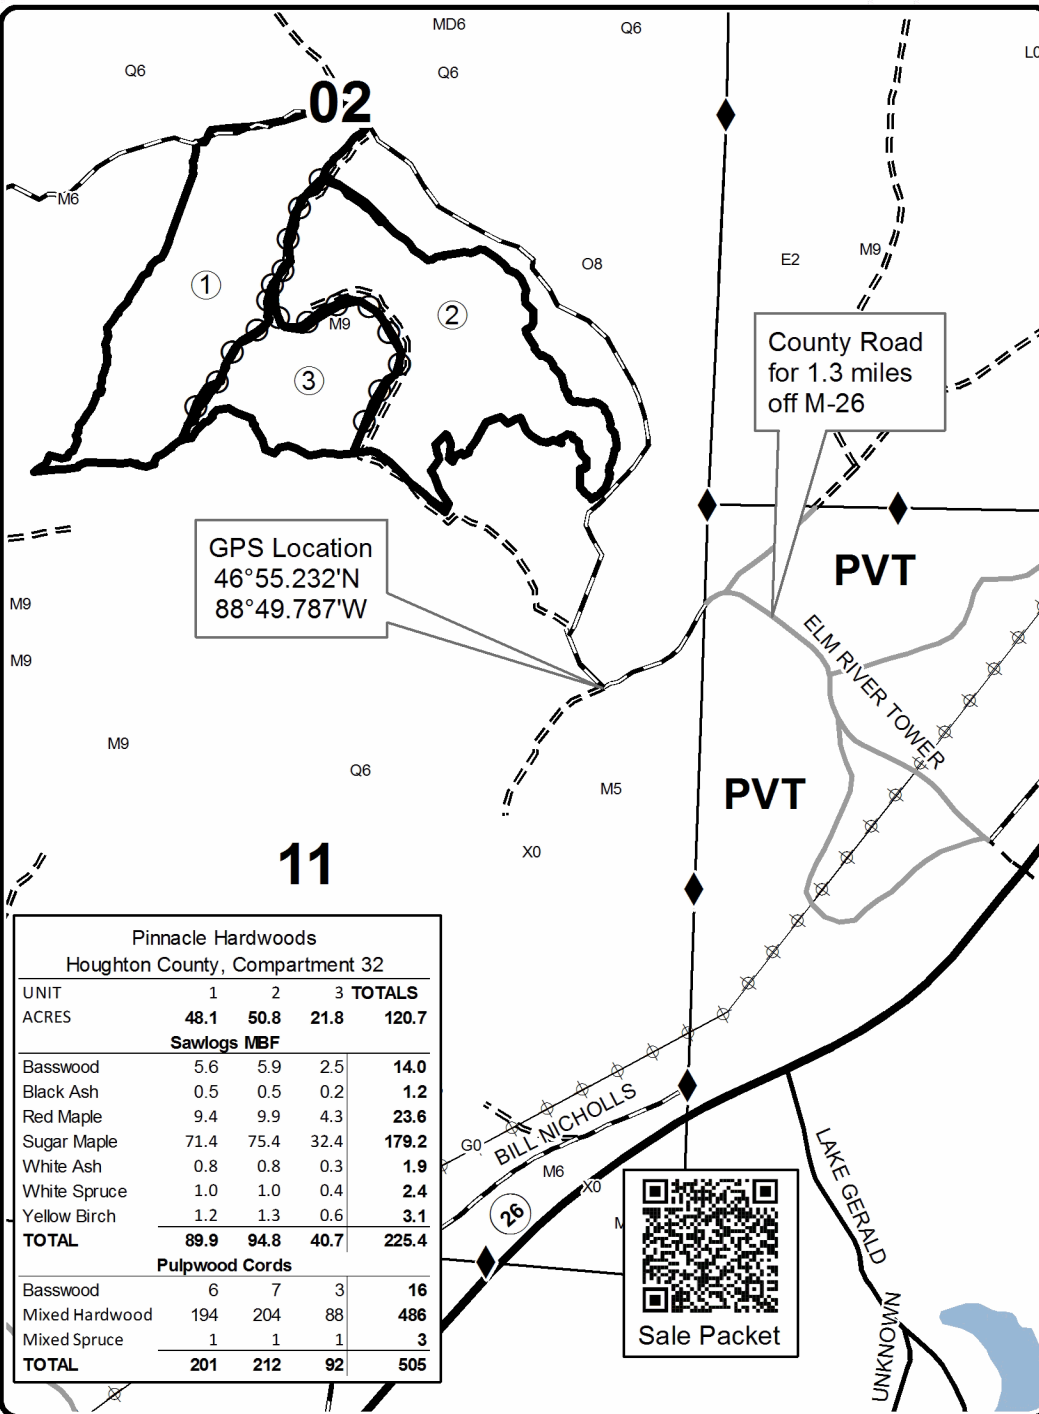 MD6
Q6
Q6
Q6
02
M6
O8
E2
M9
1
2
M9
3
County Road
for 1.3 miles
off M-26
GPS Location
46°55.232'N
88°49.787'W
PVT
M9
M9
ELM RIVER TOWER
M9
Q6
M5
PVT
X0
11
Pinnacle Hardwoods
Houghton County, Compartment 32
UNIT 1 2 3 TOTALS
ACRES 48.1 50.8 21.8 120.7
Sawlogs MBF
Basswood 5.6 5.9 2.5 14.0
Black Ash 0.5 0.5 0.2 1.2
Red Maple 9.4 9.9 4.3 23.6
Sugar Maple 71.4 75.4 32.4 179.2
White Ash 0.8 0.8 0.3 1.9
White Spruce 1.0 1.0 0.4 2.4
Yellow Birch 1.2 1.3 0.6 3.1
TOTAL 89.9 94.8 40.7 225.4
Pulpwood Cords
Basswood 6 7 3 16
Mixed Hardwood 194 204 88 486
Mixed Spruce 1 1 1 3
TOTAL 201 212 92 505
G0
BILL NICHOLLS
M6
X0
26
LAKE GERALD
UNKNOWN
Sale Packet